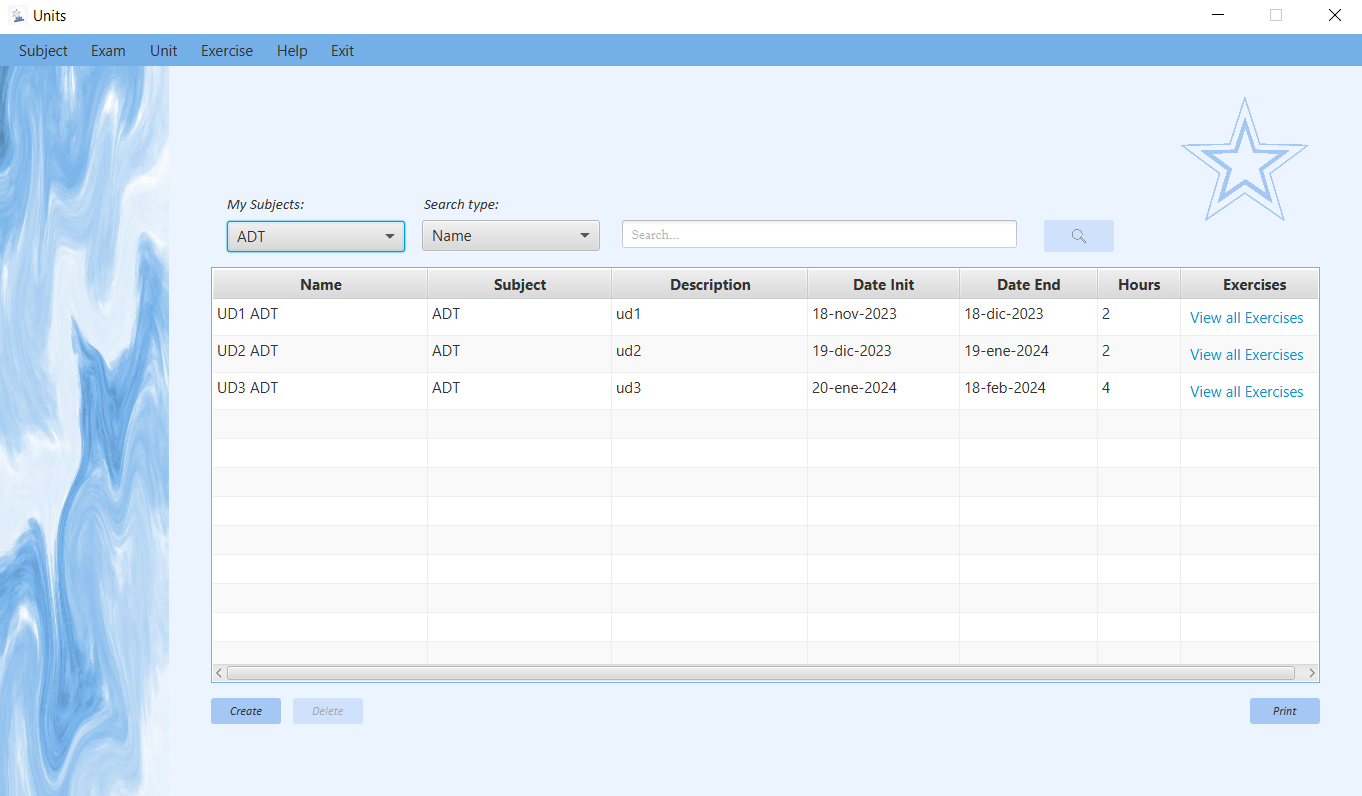 Units
Subject Exam Unit Exercise Help Exit
My Subjects: Search type:
ADT Name Search...
Name Subject Description Date Init Date End Hours Exercises
UD1 ADT ADT ud1 18-nov-2023 18-dic-2023 2 View all Exercises
UD2 ADT ADT ud2 19-dic-2023 19-ene-2024 2 View all Exercises
UD3 ADT ADT ud3 20-ene-2024 18-feb-2024 4 View all Exercises
Create Delete Print